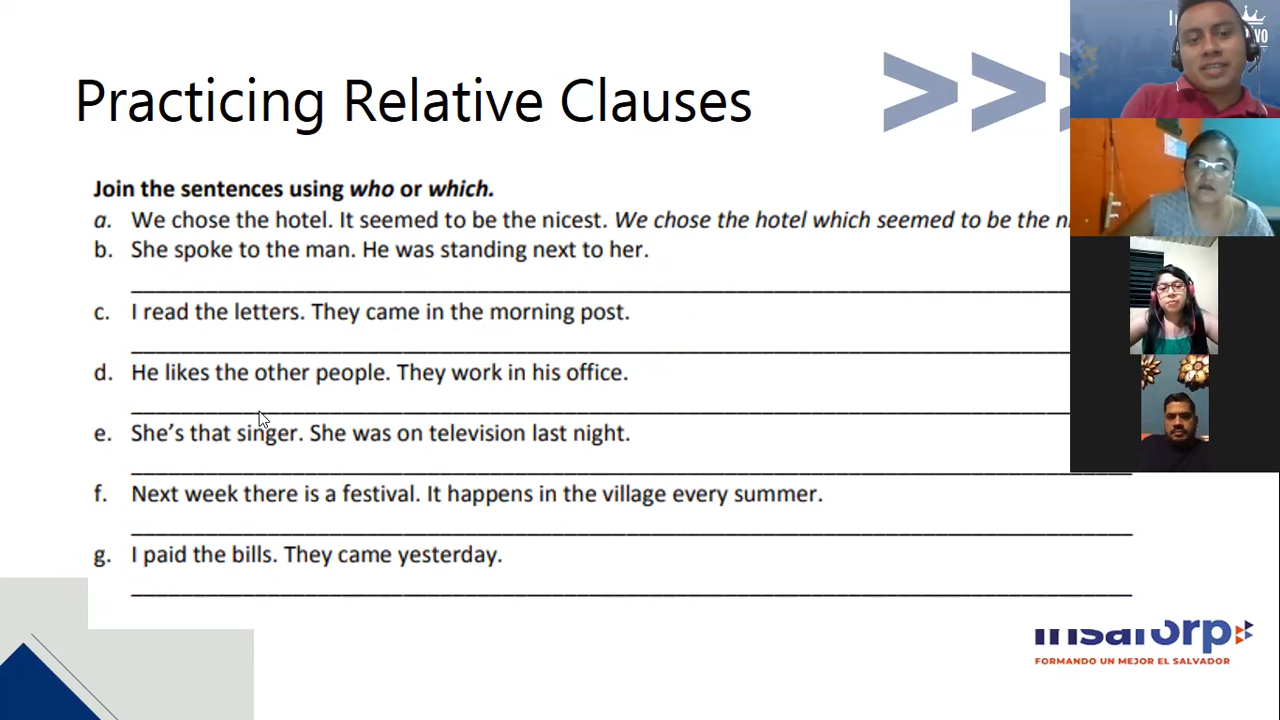 Practicing Relative Clauses
Join the sentences using who or which.
a. We chose the hotel. It seemed to be the nicest. We chose the hotel which seemed to be the
b. She spoke to the man. He was standing next to her.
c. I read the letters. They came in the morning post.
d. He likes the other people. They work in his office.
e. She's that singer. She was on television last night.
f. Next week there is a festival. It happens in the village every summer.
g. I paid the bills. They came yesterday.
FORMANDO UN MEJOR EL SALVADOR